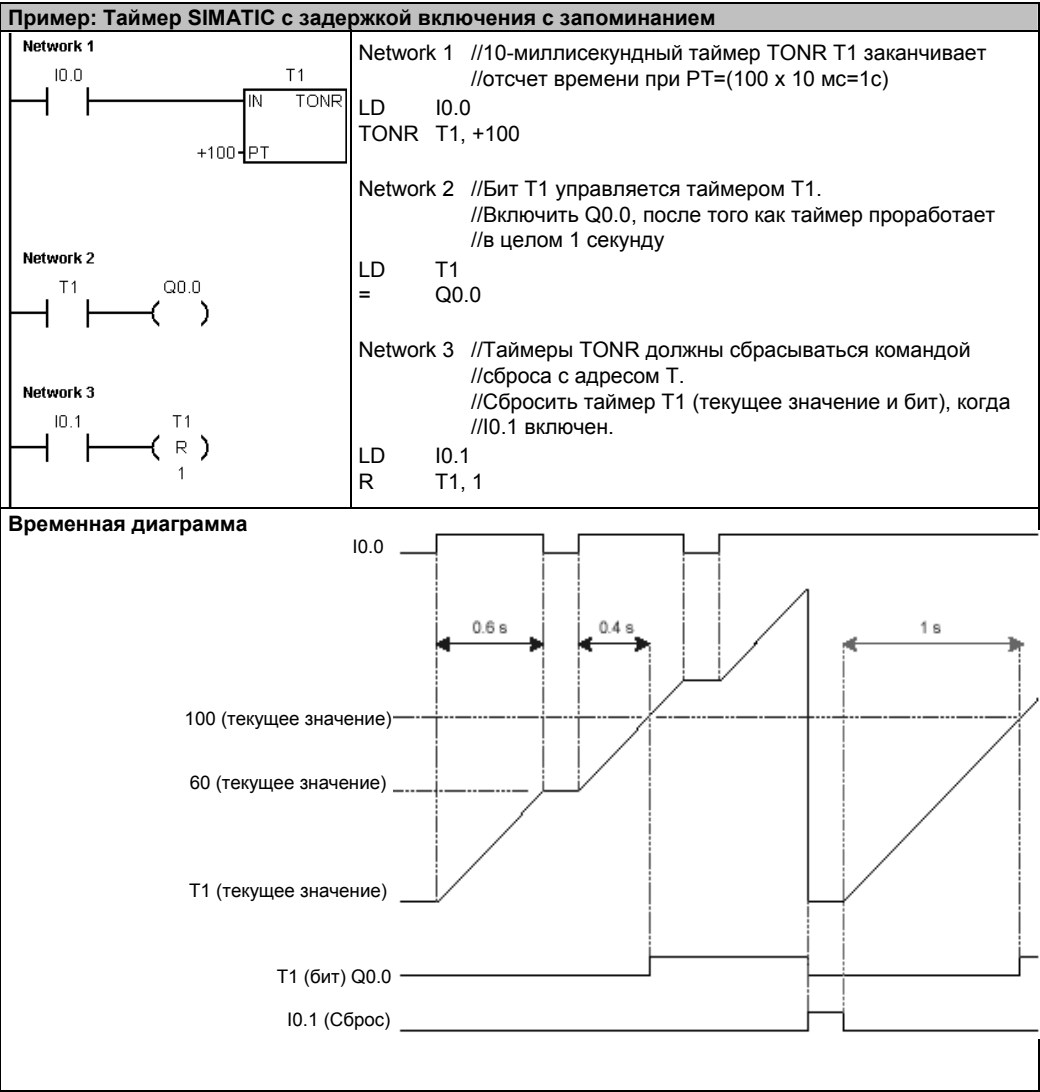 Пример: Таймер SIMATIC с задержкой включения с запоминанием
Network 1
I0.0
T1
IN TONR
+100 PT
Network 2
T1 Q0.0
Network 3
I0.1 T1
R
1
Network 1 //10-миллисекундный таймер TONR T1 заканчивает
//отсчет времени при PT=(100 x 10 мс=1с)
LD I0.0
TONR T1, +100
Network 2 //Бит T1 управляется таймером T1.
//Включить Q0.0, после того как таймер проработает
//в целом 1 секунду
LD T1
= Q0.0
Network 3 //Таймеры TONR должны сбрасываться командой
//сброса с адресом T.
//Сбросить таймер T1 (текущее значение и бит), когда
//I0.1 включен.
LD I0.1
R T1, 1
Временная диаграмма
I0.0
0.6 s 0.4 s 1 s
100 (текущее значение)
60 (текущее значение)
T1 (текущее значение)
T1 (бит) Q0.0
I0.1 (Сброс)